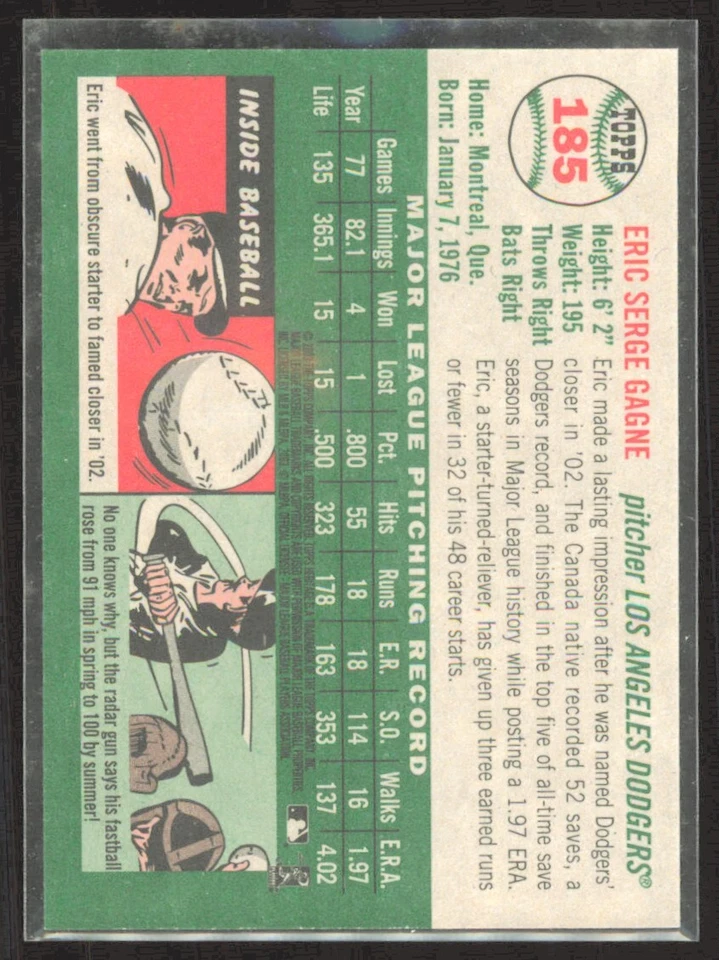 TOPPS
185
ERIC SERGE GAGNE
pitcher LOS ANGELES DODGERS®
Height: 6' 2"
Weight: 195
Throws Right
Bats Right
Home: Montreal, Que.
Born: January 7, 1976
Eric made a lasting impression after he was named Dodgers'
closer in '02. The Canada native recorded 52 saves, a
Dodgers record, and finished in the top five of all-time save
seasons in Major League history while posting a 1.97 ERA.
Eric, a starter-turned-reliever, has given up three earned runs
or fewer in 32 of his 48 career starts.
MAJOR LEAGUE PITCHING RECORD
Games Innings Won Lost Pct. Hits Runs E.R. S.O. Walks E.R.A.
Year 77 82.1 4 1 .800 55 18 18 114 16 1.97
Life 135 365.1 15 15 .500 323 178 163 353 137 4.02
INSIDE BASEBALL
Eric went from obscure starter to famed closer in '02.
No one knows why, but the radar gun says his fastball
rose from 91 mph in spring to 100 by summer!